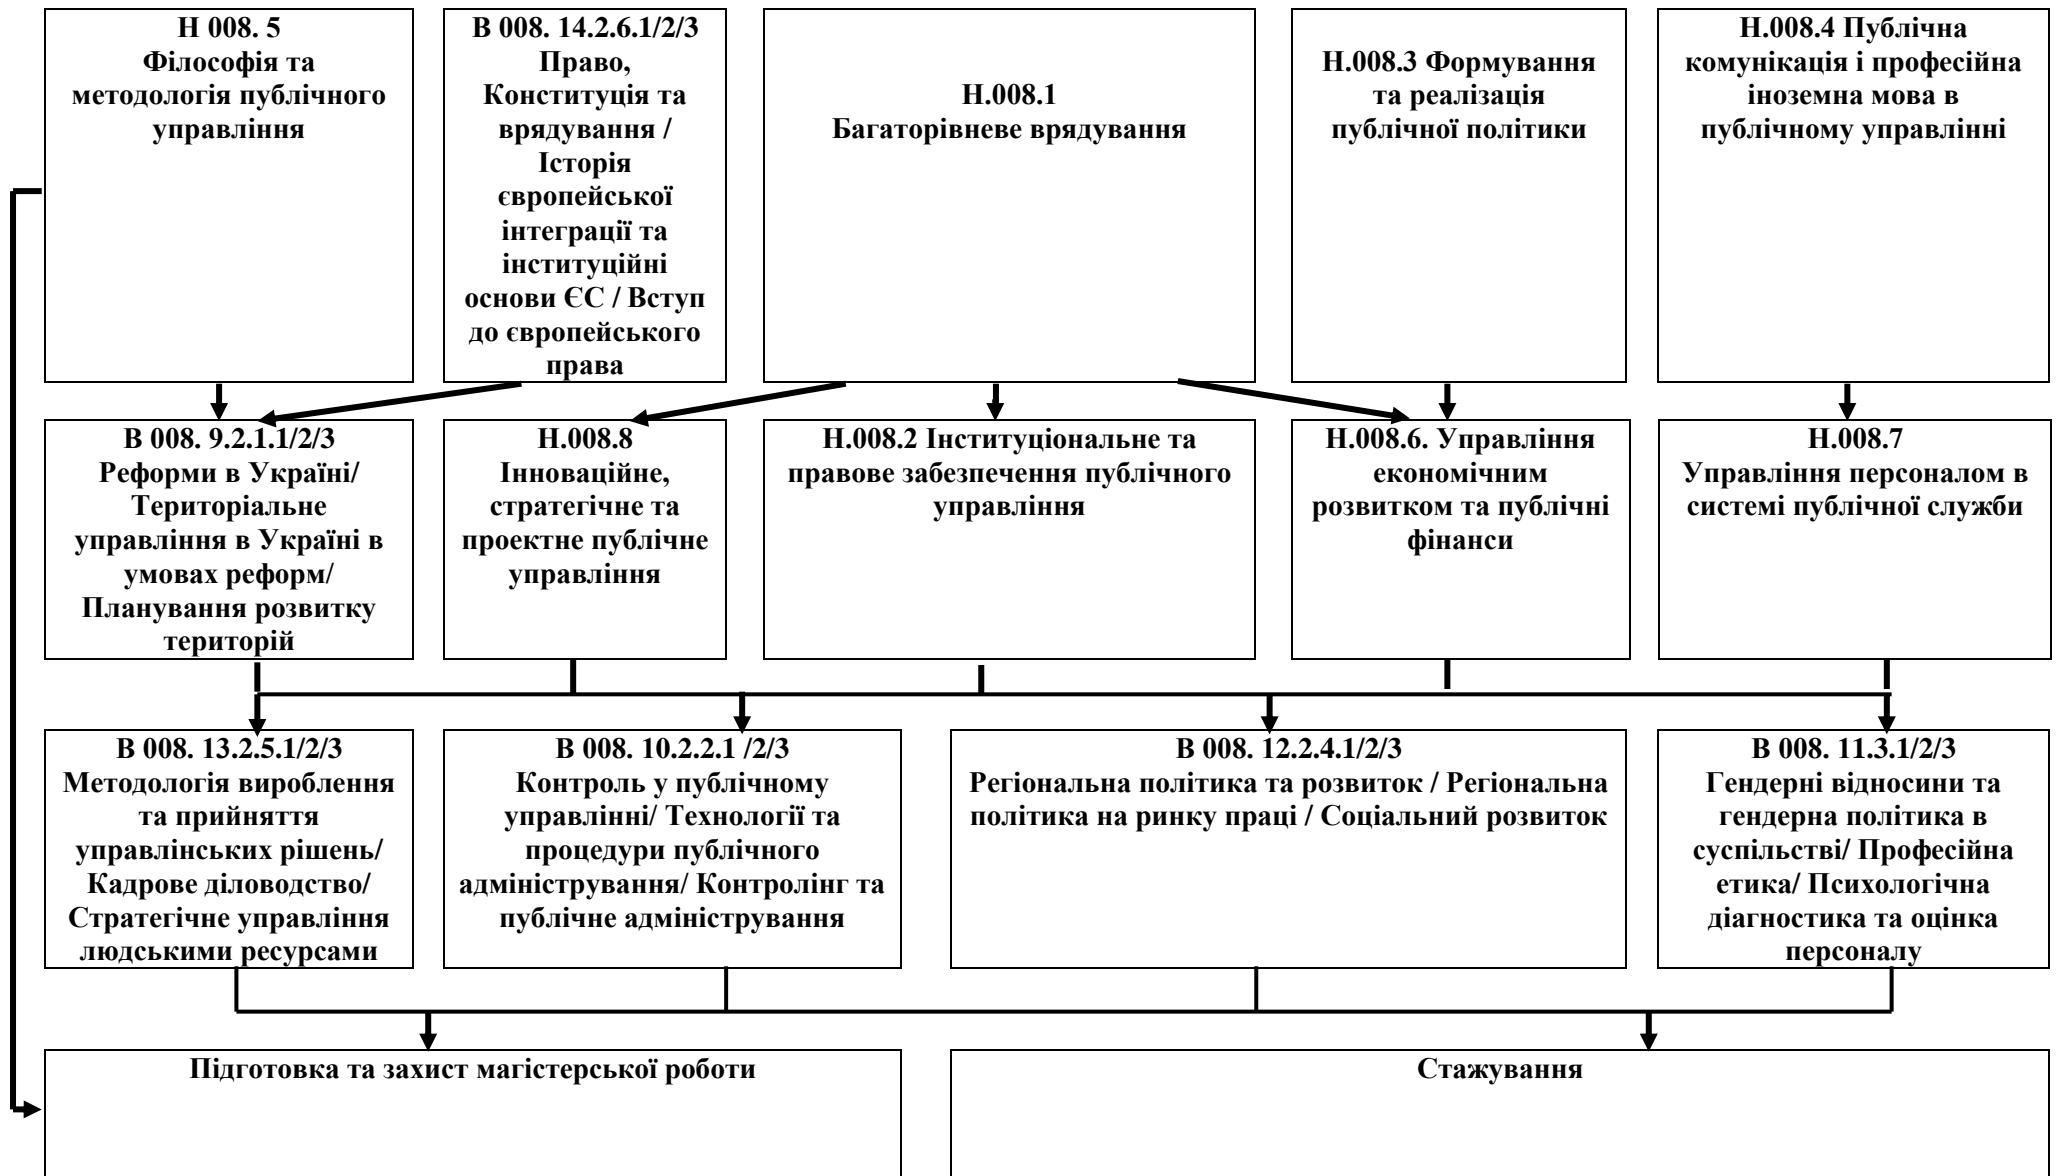 Н 008. 5
Філософія та
методологія публічного
управління
В 008. 14.2.6.1/2/3
Право,
Конституція та
врядування /
Історія
європейської
інтеграції та
інституційні
основи ЄС / Вступ
до європейського
права
Н.008.1
Багаторівневе врядування
Н.008.3 Формування
та реалізація
публічної політики
Н.008.4 Публічна
комунікація і професійна
іноземна мова в
публічному управлінні
В 008. 9.2.1.1/2/3
Реформи в Україні/
Територіальне
управління в Україні в
умовах реформ/
Планування розвитку
територій
Н.008.8
Інноваційне,
стратегічне та
проектне публічне
управління
Н.008.2 Інституціональне та
правове забезпечення публічного
управління
Н.008.6. Управління
економічним
розвитком та публічні
фінанси
Н.008.7
Управління персоналом в
системі публічної служби
В 008. 13.2.5.1/2/3
Методологія вироблення
та прийняття
управлінських рішень/
Кадрове діловодство/
Стратегічне управління
людськими ресурсами
В 008. 10.2.2.1 /2/3
Контроль у публічному
управлінні/ Технології та
процедури публічного
адміністрування/ Контролінг та
публічне адміністрування
В 008. 12.2.4.1/2/3
Регіональна політика та розвиток / Регіональна
політика на ринку праці / Соціальний розвиток
В 008. 11.3.1/2/3
Гендерні відносини та
гендерна політика в
суспільстві/ Професійна
етика/ Психологічна
діагностика та оцінка
персоналу
Підготовка та захист магістерської роботи
Стажування